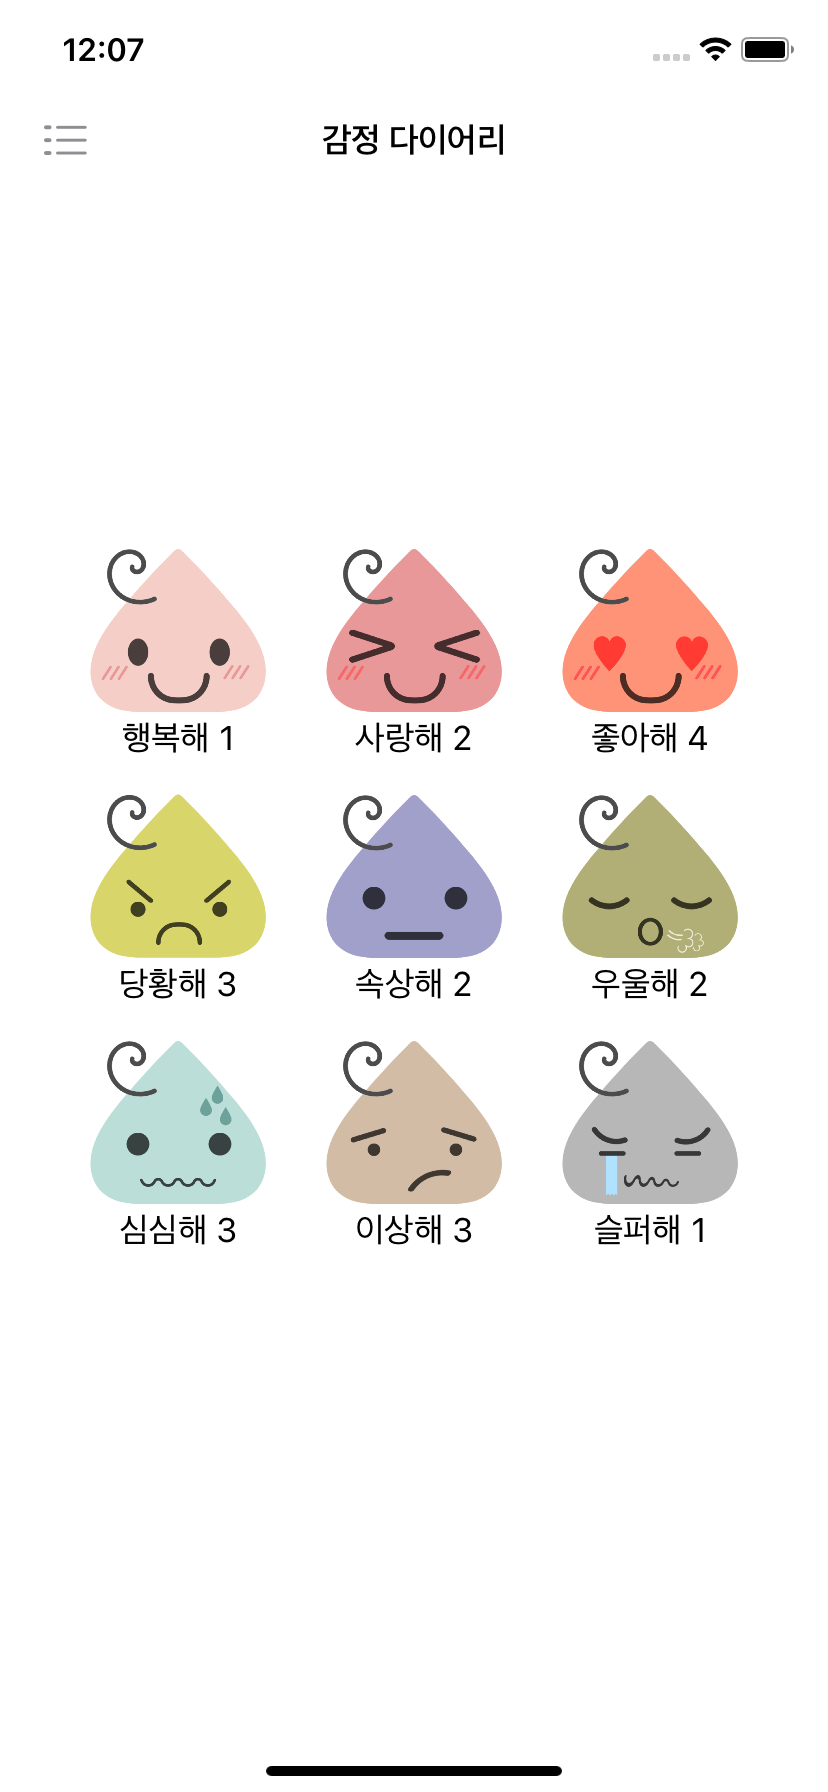 12:07
감정 다이어리
행복해 1 사랑해 2 좋아해 4
당황해 3 속상해 2 우울해 2
심심해 3 이상해 3 슬퍼해 1